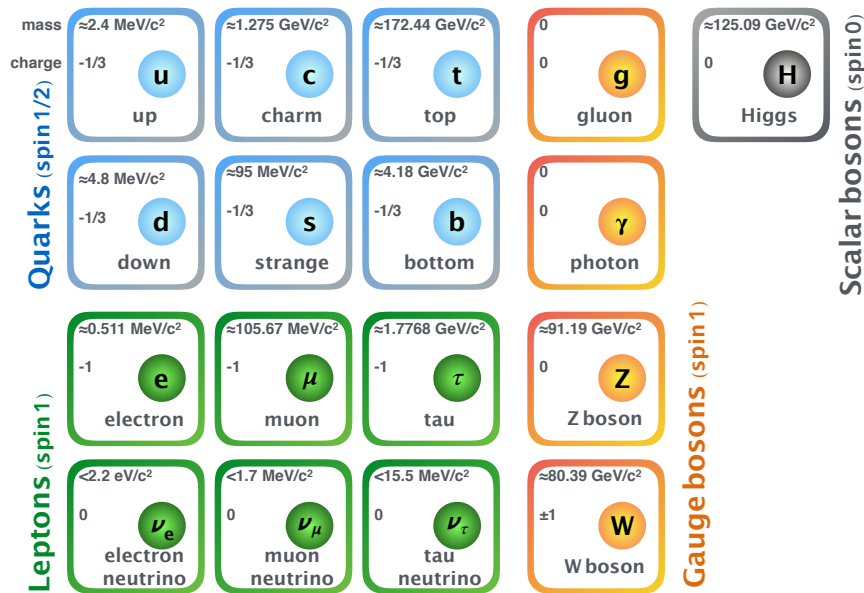 mass
charge
Quarks (spin 1/2)
≈2.4 MeV/c²
-1/3
u
up
≈1.275 GeV/c²
-1/3
c
charm
≈172.44 GeV/c²
-1/3
t
top
0
0
g
gluon
≈125.09 GeV/c²
0
H
Higgs
Scalar bosons (spin 0)
≈4.8 MeV/c²
-1/3
d
down
≈95 MeV/c²
-1/3
s
strange
≈4.18 GeV/c²
-1/3
b
bottom
0
0
γ
photon
Leptons (spin 1)
≈0.511 MeV/c²
-1
e
electron
≈105.67 MeV/c²
-1
μ
muon
≈1.7768 GeV/c²
-1
τ
tau
≈91.19 GeV/c²
0
Z
Z boson
Gauge bosons (spin 1)
<2.2 eV/c²
0
νe
electron
neutrino
<1.7 MeV/c²
0
νμ
muon
neutrino
<15.5 MeV/c²
0
ντ
tau
neutrino
≈80.39 GeV/c²
±1
W
W boson